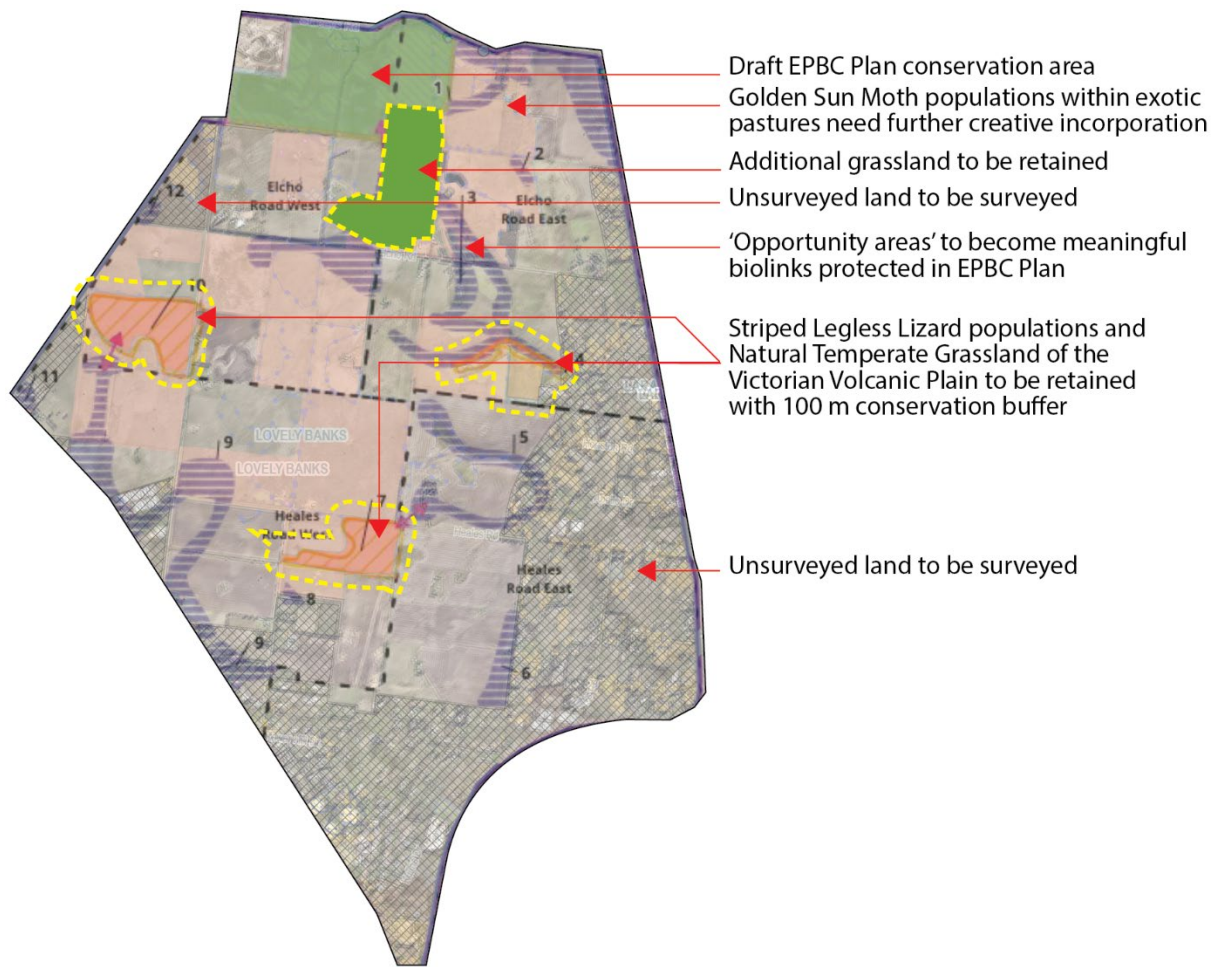 Draft EPBC Plan conservation area
Golden Sun Moth populations within exotic
pastures need further creative incorporation
Additional grassland to be retained
Unsurveyed land to be surveyed
‘Opportunity areas’ to become meaningful
biolinks protected in EPBC Plan
Striped Legless Lizard populations and
Natural Temperate Grassland of the
Victorian Volcanic Plain to be retained
with 100 m conservation buffer
Unsurveyed land to be surveyed
1
2
12
Elcho
Road West
3
Elcho
Road East
10
4
11
9
LOVELY BANKS
LOVELY BANKS
5
7
Heales
Road West
Heales
Road East
8
9
6